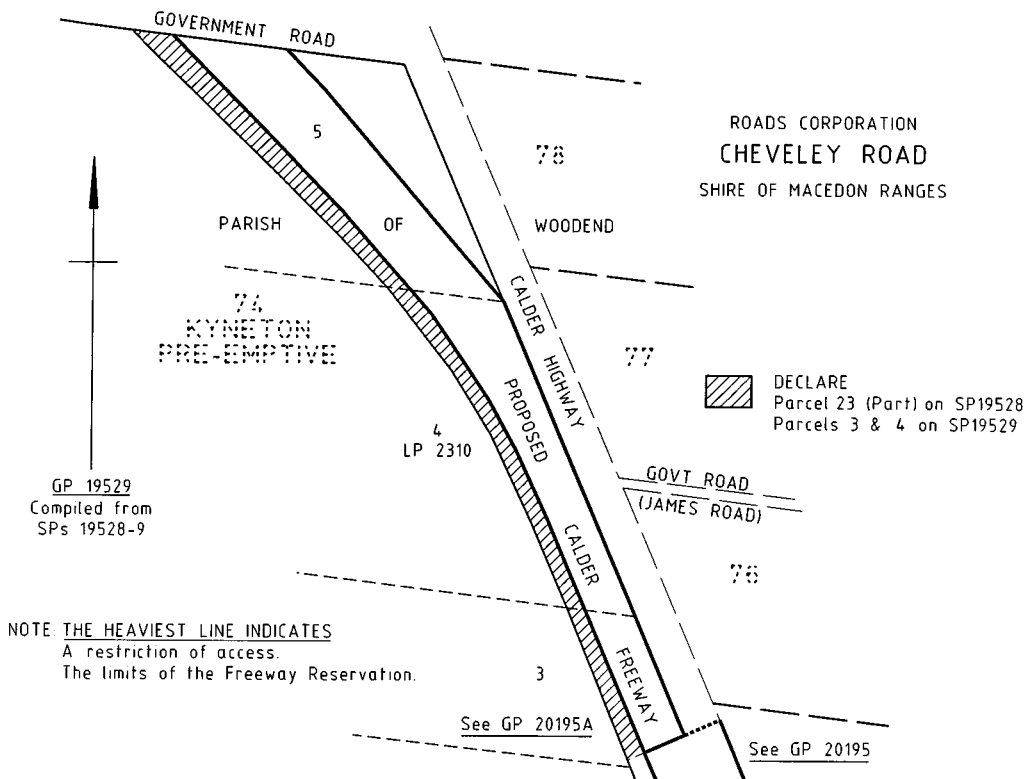 GOVERNMENT ROAD
ROADS CORPORATION
CHEVELEY ROAD
SHIRE OF MACEDON RANGES
5
78
PARISH OF WOODEND
74
KYNETON
PRE-EMPTIVE
CALDER HIGHWAY
77
DECLARE
Parcel 23 (Part) on SP19528
Parcels 3 & 4 on SP19529
PROPOSED CALDER FREEWAY
4
LP 2310
GOVT ROAD
(JAMES ROAD)
GP 19529
Compiled from
SPs 19528-9
76
NOTE: THE HEAVIEST LINE INDICATES
A restriction of access.
The limits of the Freeway Reservation.
3
See GP 20195A
See GP 20195